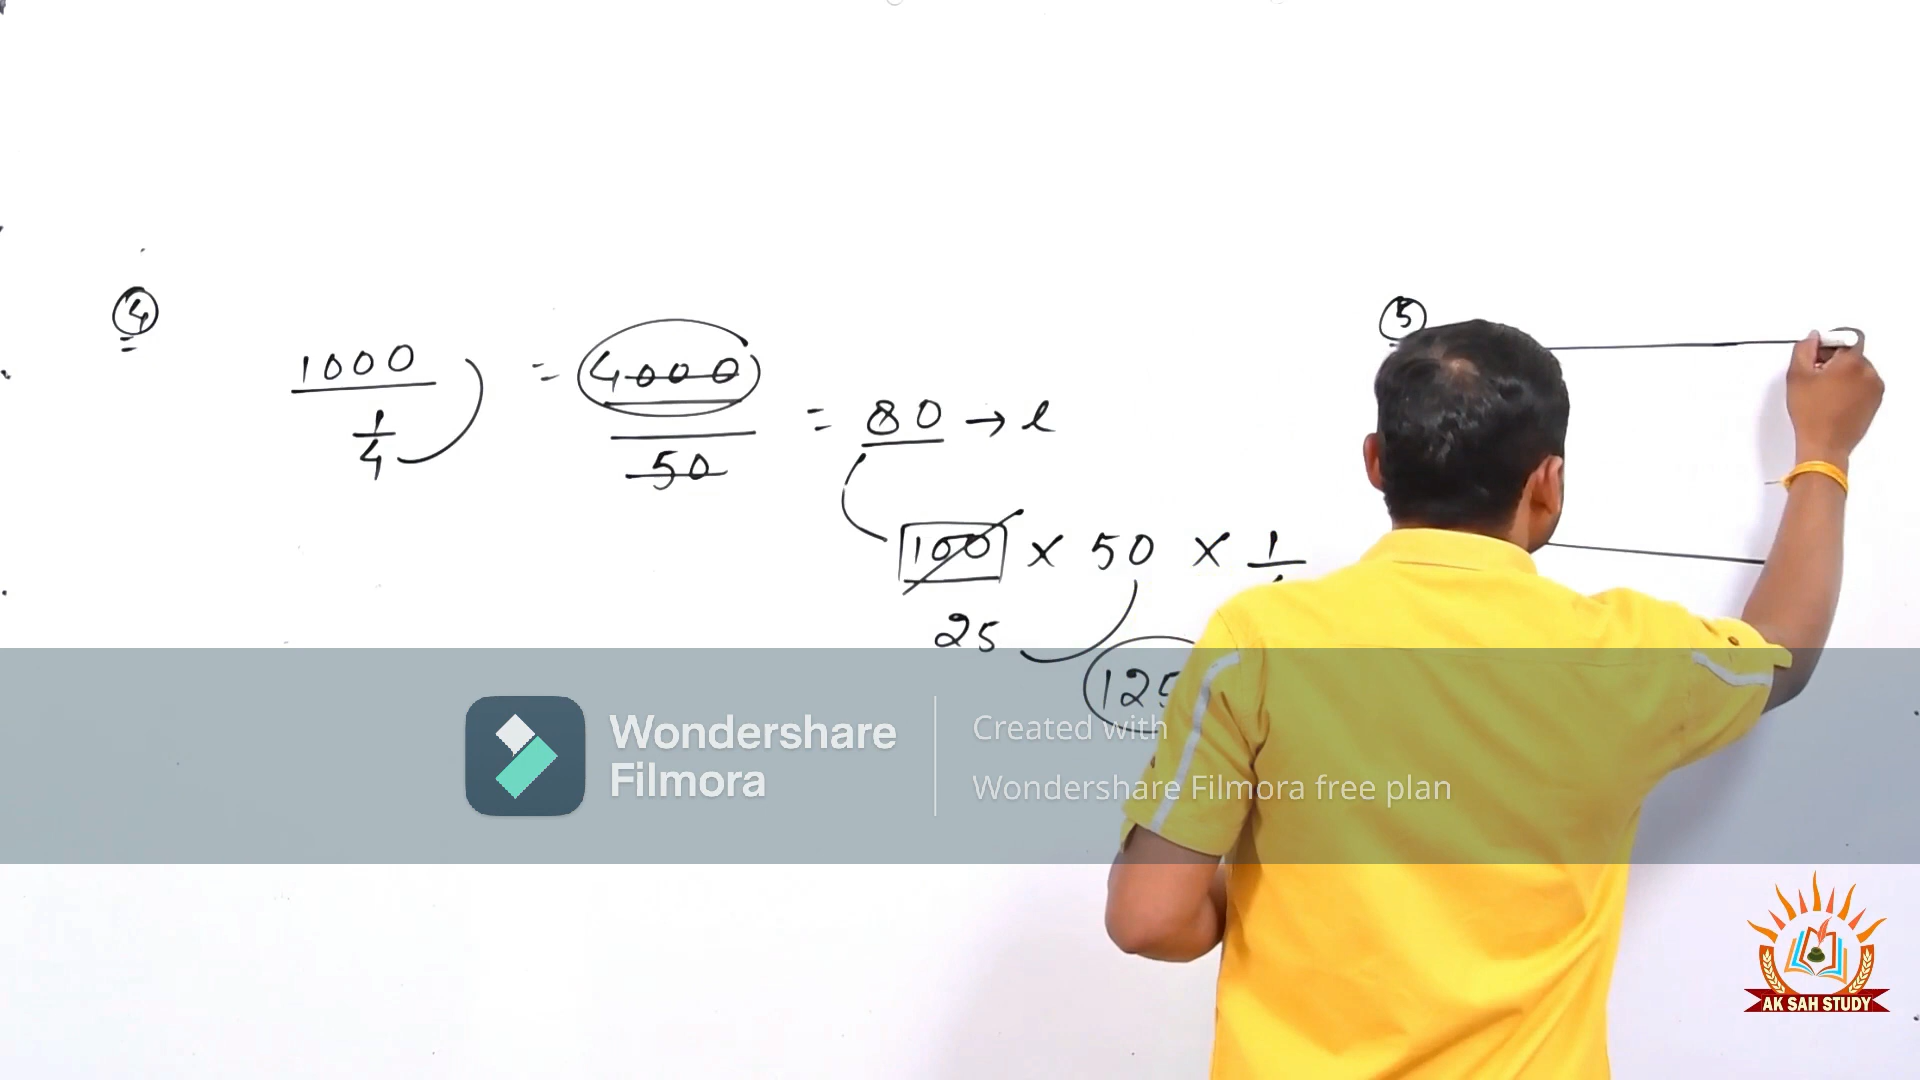 ④
1000
1
4
= 4000
50
= 80 → l
100 × 50 × 1
25
125
⑤
Wondershare
Filmora
Created with
Wondershare Filmora free plan
AK SAH STUDY